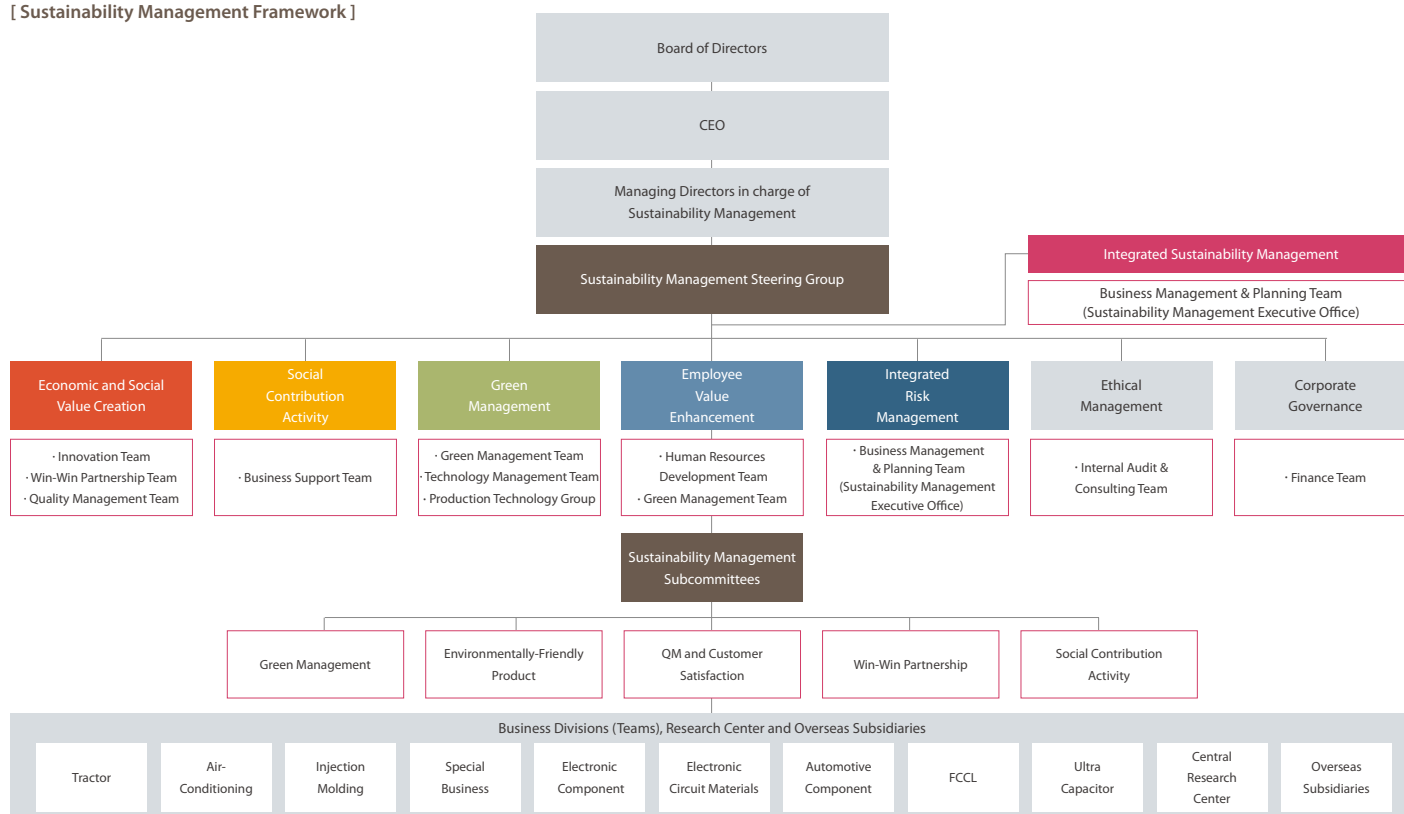 [ Sustainability Management Framework ]
Board of Directors
CEO
Managing Directors in charge of
Sustainability Management
Sustainability Management Steering Group
Integrated Sustainability Management
Business Management & Planning Team
(Sustainability Management Executive Office)
Economic and Social
Value Creation
· Innovation Team
· Win-Win Partnership Team
· Quality Management Team
Social
Contribution
Activity
· Business Support Team
Green
Management
· Green Management Team
· Technology Management Team
· Production Technology Group
Employee
Value
Enhancement
· Human Resources
Development Team
· Green Management Team
Integrated
Risk
Management
· Business Management
& Planning Team
(Sustainability Management
Executive Office)
Ethical
Management
· Internal Audit &
Consulting Team
Corporate
Governance
· Finance Team
Sustainability Management
Subcommittees
Green Management
Environmentally-Friendly
Product
QM and Customer
Satisfaction
Win-Win Partnership
Social Contribution
Activity
Business Divisions (Teams), Research Center and Overseas Subsidiaries
Tractor
Air-
Conditioning
Injection
Molding
Special
Business
Electronic
Component
Electronic
Circuit Materials
Automotive
Component
FCCL
Ultra
Capacitor
Central
Research
Center
Overseas
Subsidiaries